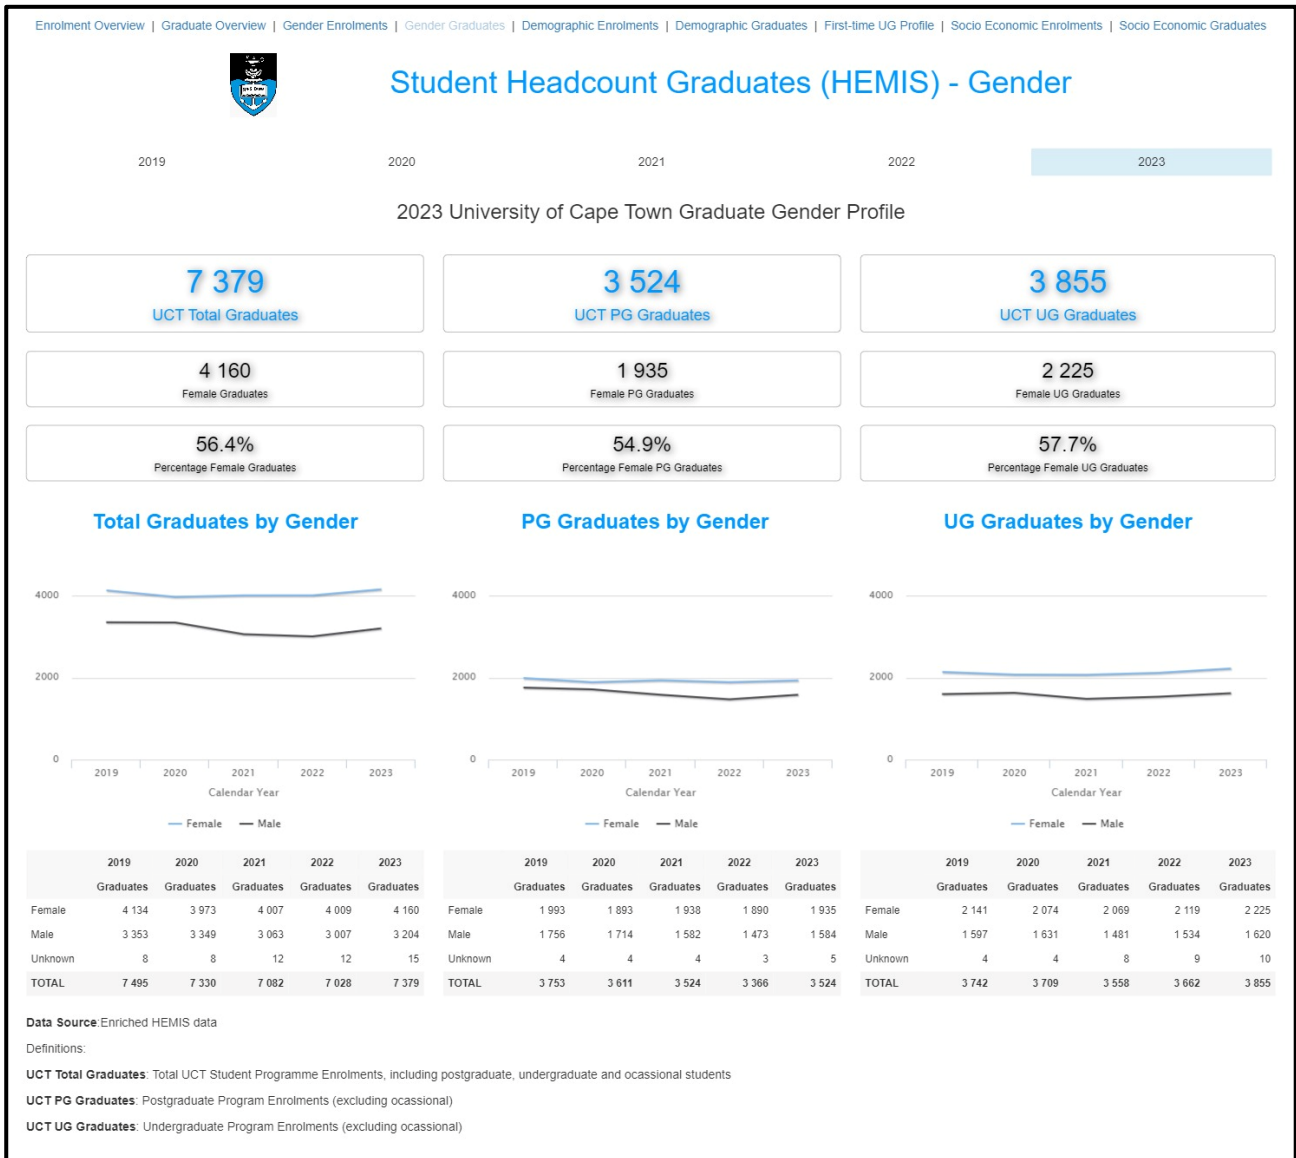 Enrolment Overview | Graduate Overview | Gender Enrolments | Gender Graduates | Demographic Enrolments | Demographic Graduates | First-time UG Profile | Socio Economic Enrolments | Socio Economic Graduates
Student Headcount Graduates (HEMIS) - Gender
2019 2020 2021 2022 2023
2023 University of Cape Town Graduate Gender Profile
7 379
UCT Total Graduates
3 524
UCT PG Graduates
3 855
UCT UG Graduates
4 160
Female Graduates
1 935
Female PG Graduates
2 225
Female UG Graduates
56.4%
Percentage Female Graduates
54.9%
Percentage Female PG Graduates
57.7%
Percentage Female UG Graduates
Total Graduates by Gender
4000
2000
0
2019 2020 2021 2022 2023
Calendar Year
Female Male
PG Graduates by Gender
4000
2000
0
2019 2020 2021 2022 2023
Calendar Year
Female Male
UG Graduates by Gender
4000
2000
0
2019 2020 2021 2022 2023
Calendar Year
Female Male
2019 2020 2021 2022 2023
Graduates Graduates Graduates Graduates Graduates
Female 4 134 3 973 4 007 4 009 4 160
Male 3 353 3 349 3 063 3 007 3 204
Unknown 8 8 12 12 15
TOTAL 7 495 7 330 7 082 7 028 7 379
2019 2020 2021 2022 2023
Graduates Graduates Graduates Graduates Graduates
Female 1 993 1 893 1 938 1 890 1 935
Male 1 756 1 714 1 582 1 473 1 584
Unknown 4 4 4 3 5
TOTAL 3 753 3 611 3 524 3 366 3 524
2019 2020 2021 2022 2023
Graduates Graduates Graduates Graduates Graduates
Female 2 141 2 074 2 069 2 119 2 225
Male 1 597 1 631 1 481 1 534 1 620
Unknown 4 4 8 9 10
TOTAL 3 742 3 709 3 558 3 662 3 855
Data Source:Enriched HEMIS data
Definitions:
UCT Total Graduates: Total UCT Student Programme Enrolments, including postgraduate, undergraduate and ocassional students
UCT PG Graduates: Postgraduate Program Enrolments (excluding ocassional)
UCT UG Graduates: Undergraduate Program Enrolments (excluding ocassional)